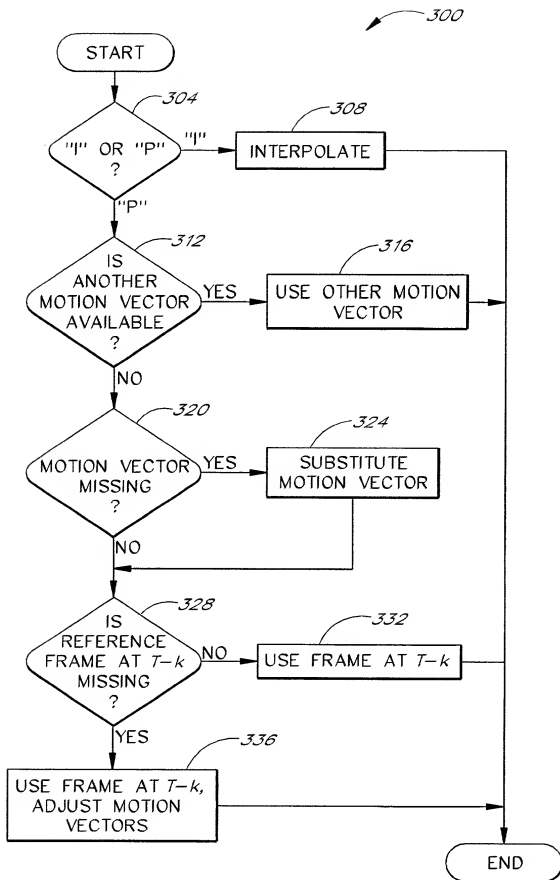 300
START
304
"I" OR "P"
?
"I"
308
INTERPOLATE
"P"
312
IS
ANOTHER
MOTION VECTOR
AVAILABLE
?
YES
316
USE OTHER MOTION
VECTOR
NO
320
MOTION VECTOR
MISSING
?
YES
324
SUBSTITUTE
MOTION VECTOR
NO
328
IS
REFERENCE
FRAME AT T-k
MISSING
?
NO
332
USE FRAME AT T-k
YES
336
USE FRAME AT T-k,
ADJUST MOTION
VECTORS
END